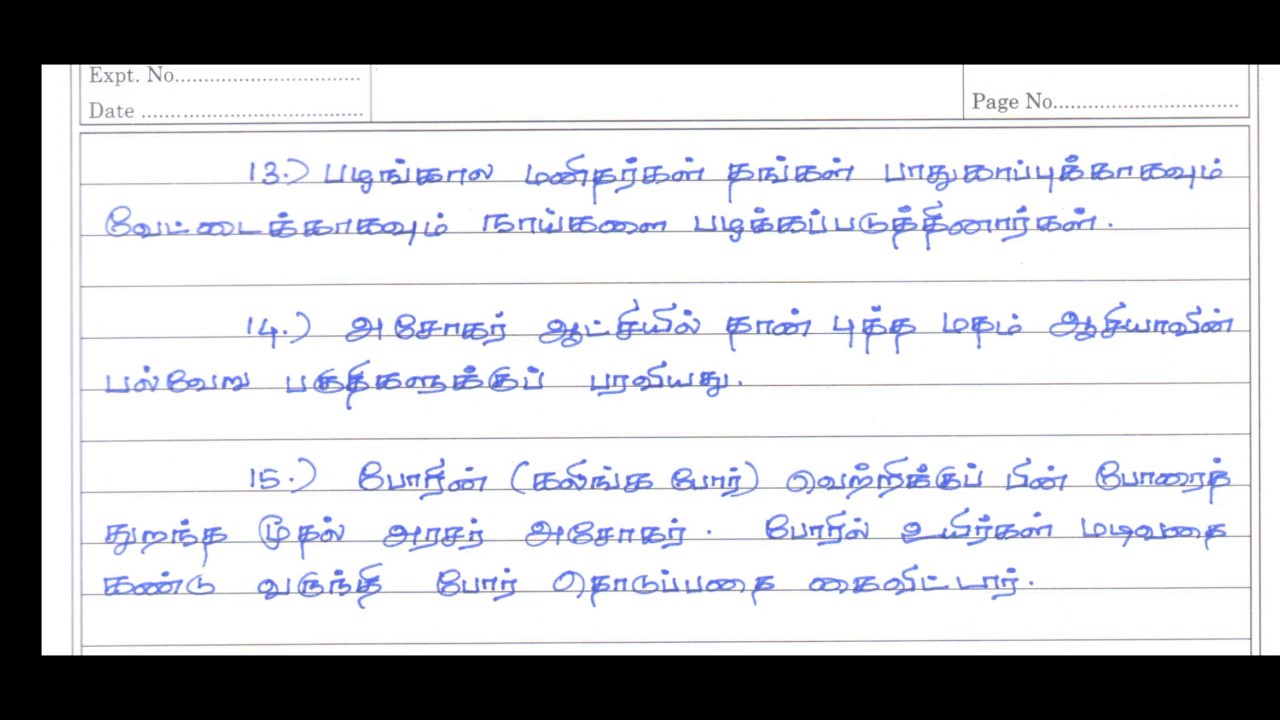 Expt. No..................................
Date ........................................
Page No.................................
13.) பழங்கால மனிதர்கள் தங்கள் பாதுகாப்புக்காகவும்
வேட்டைக்காகவும் நாய்களை பழக்கப்படுத்தினார்கள்.
14.) அசோகர் ஆட்சியில் தான் புத்த மதம் ஆசியாவின்
பல்வேறு பகுதிகளுக்குப் பரவியது.
15.) போரின் (கலிங்க போர்) வெற்றிக்குப் பின் போரைத்
துறந்த முதல் அரசர் அசோகர். போரில் உயிர்கள் மடிவதை
கண்டு வருந்தி போர் தொடுப்பதை கைவிட்டார்.